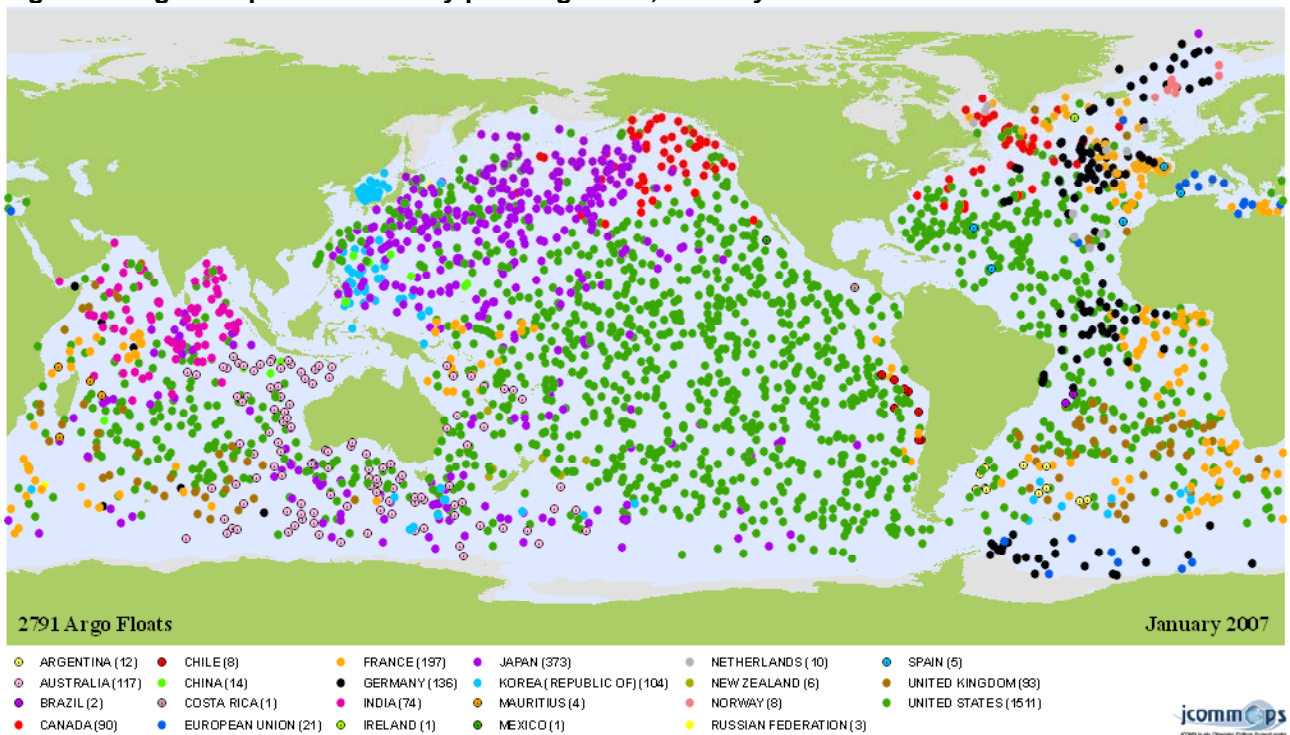 2791 Argo Floats
January 2007
ARGENTINA (12)
AUSTRALIA (117)
BRAZIL (2)
CANADA (90)
CHILE (8)
CHINA (14)
COSTA RICA (1)
EUROPEAN UNION (21)
FRANCE (197)
GERMANY (136)
INDIA (74)
IRELAND (1)
JAPAN (373)
KOREA (REPUBLIC OF) (104)
MAURITIUS (4)
MEXICO (1)
NETHERLANDS (10)
NEW ZEALAND (6)
NORWAY (8)
RUSSIAN FEDERATION (3)
SPAIN (5)
UNITED KINGDOM (93)
UNITED STATES (1511)
jcommops